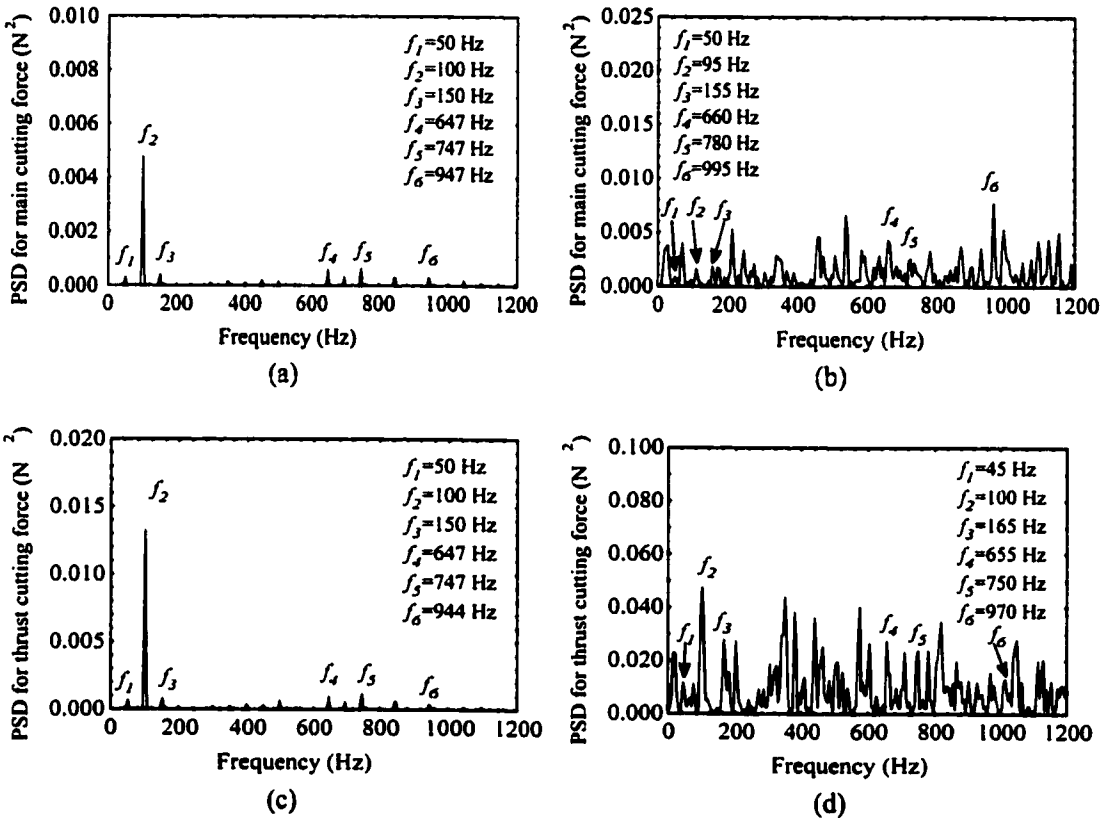 PSD for main cutting force (N²)
0.010
0.008
0.006
0.004
0.002
0.000
f₁=50 Hz
f₂=100 Hz
f₃=150 Hz
f₄=647 Hz
f₅=747 Hz
f₆=947 Hz
f₂
f₁
f₃
f₄
f₅
f₆
0 200 400 600 800 1000 1200
Frequency (Hz)
(a)
PSD for main cutting force (N²)
0.025
0.020
0.015
0.010
0.005
0.000
f₁=50 Hz
f₂=95 Hz
f₃=155 Hz
f₄=660 Hz
f₅=780 Hz
f₆=995 Hz
f₁
f₂
f₃
f₄
f₅
f₆
0 200 400 600 800 1000 1200
Frequency (Hz)
(b)
PSD for thrust cutting force (N²)
0.020
0.015
0.010
0.005
0.000
f₁=50 Hz
f₂=100 Hz
f₃=150 Hz
f₄=647 Hz
f₅=747 Hz
f₆=944 Hz
f₂
f₁
f₃
f₄
f₅
f₆
0 200 400 600 800 1000 1200
Frequency (Hz)
(c)
PSD for thrust cutting force (N²)
0.100
0.080
0.060
0.040
0.020
0.000
f₁=45 Hz
f₂=100 Hz
f₃=165 Hz
f₄=655 Hz
f₅=750 Hz
f₆=970 Hz
f₂
f₁
f₃
f₄
f₅
f₆
0 200 400 600 800 1000 1200
Frequency (Hz)
(d)